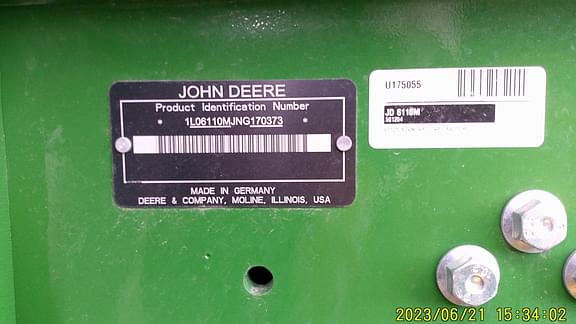 JOHN DEERE
Product Identification Number
*1L06110MJNG170373*
MADE IN GERMANY
DEERE & COMPANY, MOLINE, ILLINOIS, USA
U175055
JD 6110M
2023/06/21 15:34:02